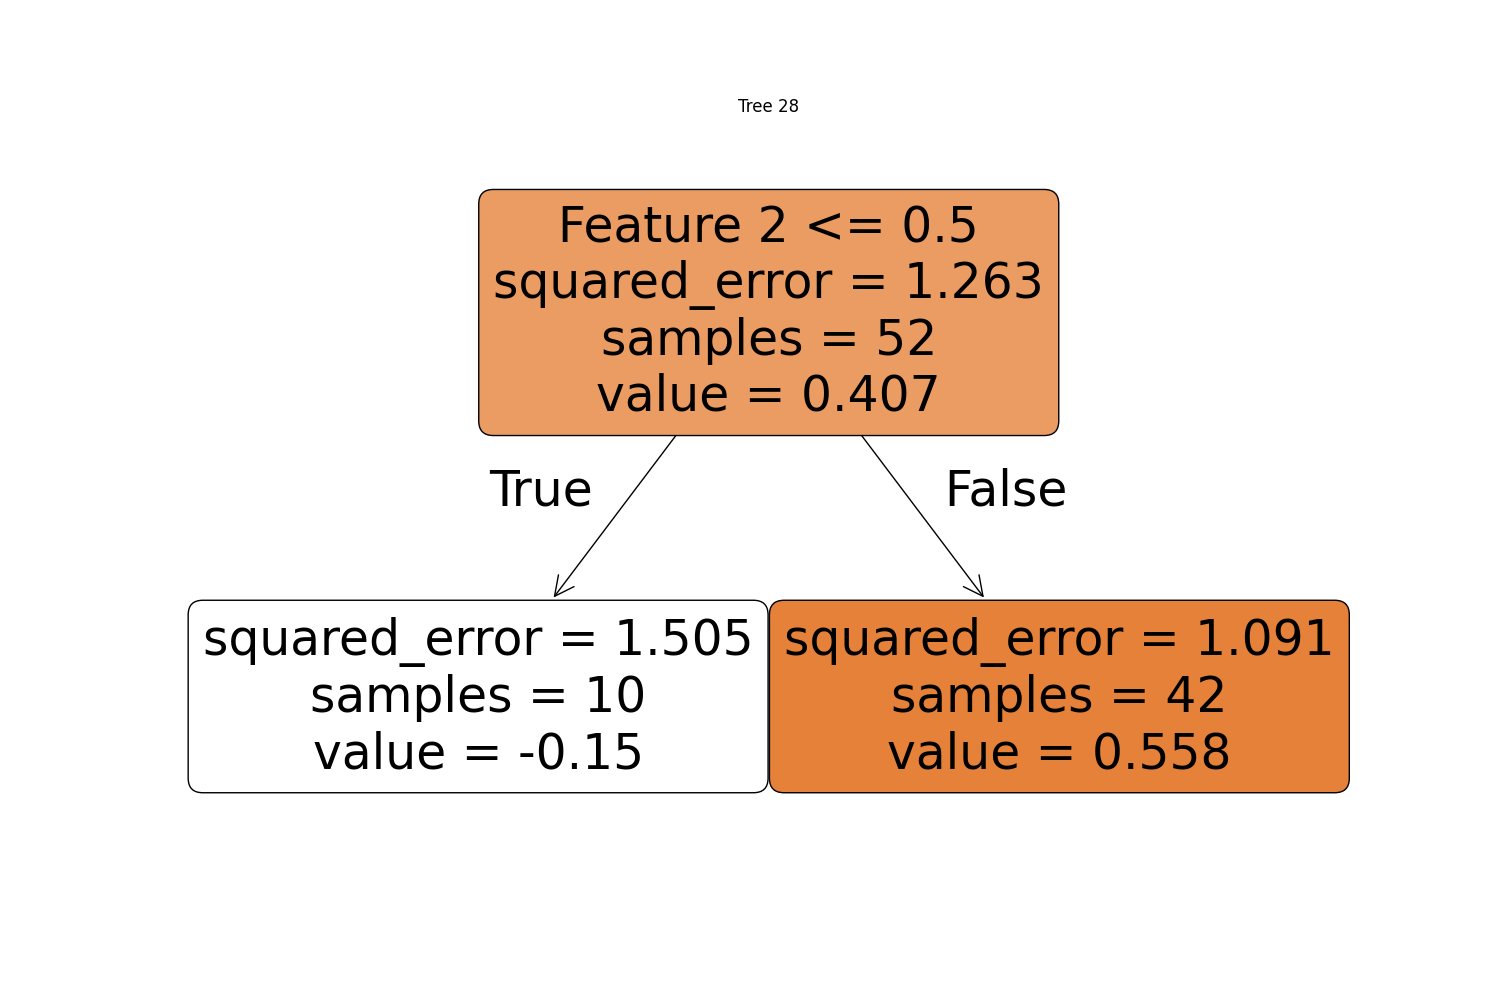 Tree 28
Feature 2 <= 0.5
squared_error = 1.263
samples = 52
value = 0.407
True
False
squared_error = 1.505
samples = 10
value = -0.15
squared_error = 1.091
samples = 42
value = 0.558